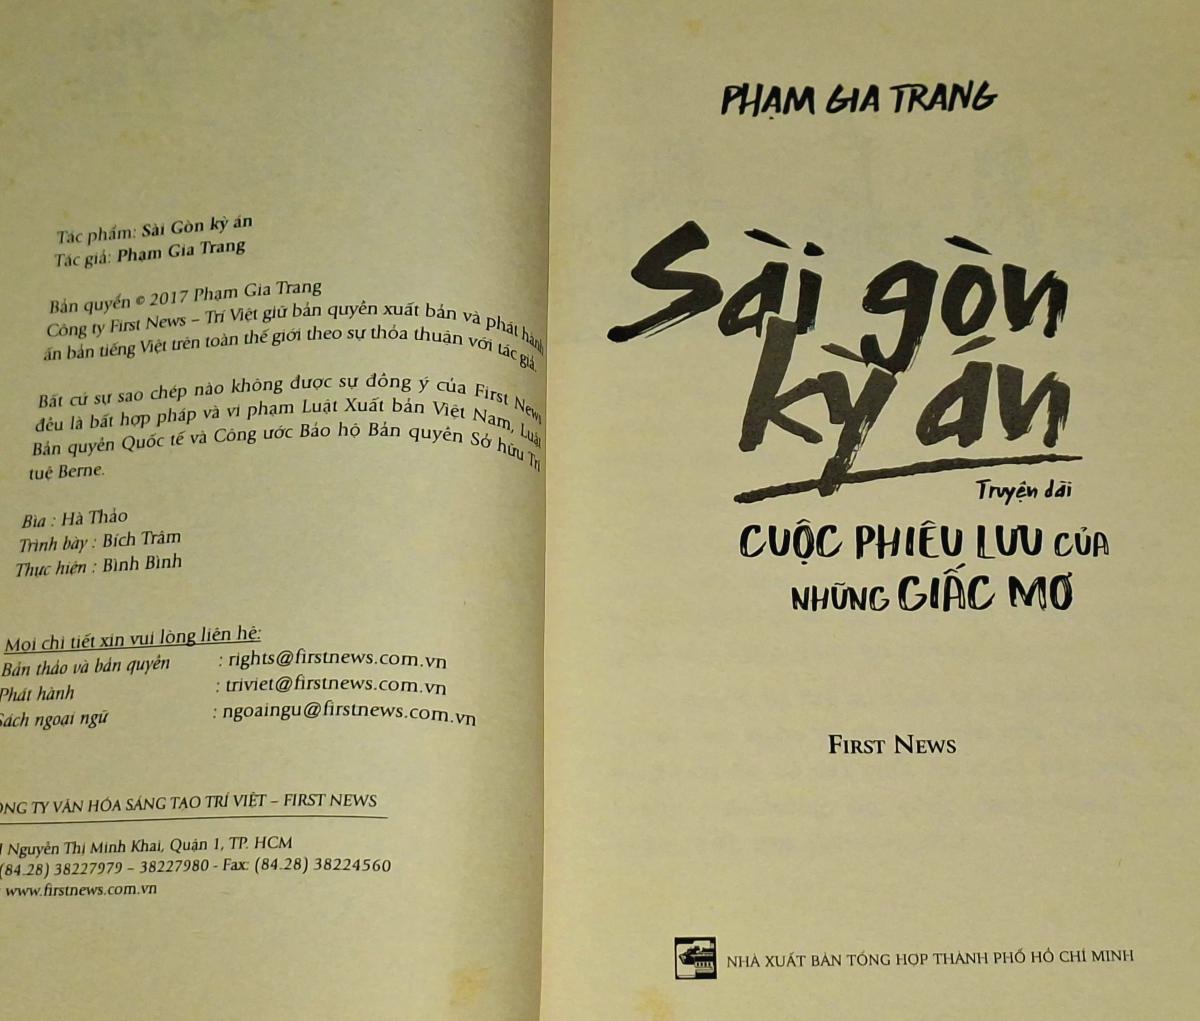 Tác phẩm: Sài Gòn kỳ án
Tác giả: Phạm Gia Trang
Bản quyền © 2017 Phạm Gia Trang
Công ty First News – Trí Việt giữ bản quyền xuất bản và phát hành
ấn bản tiếng Việt trên toàn thế giới theo sự thỏa thuận với tác giả.
Bất cứ sự sao chép nào không được sự đồng ý của First News
đều là bất hợp pháp và vi phạm Luật Xuất bản Việt Nam, Luật
Bản quyền Quốc tế và Công ước Bảo hộ Bản quyền Sở hữu Trí
tuệ Berne.
Bìa : Hà Thảo
Trình bày : Bích Trâm
Thực hiện : Bình Bình
Mọi chi tiết xin vui lòng liên hệ:
Bản thảo và bản quyền : rights@firstnews.com.vn
Phát hành : triviet@firstnews.com.vn
Sách ngoại ngữ : ngoaingu@firstnews.com.vn
ÔNG TY VĂN HÓA SÁNG TẠO TRÍ VIỆT – FIRST NEWS
Nguyễn Thị Minh Khai, Quận 1, TP. HCM
(84.28) 38227979 – 38227980 - Fax: (84.28) 38224560
www.firstnews.com.vn
PHẠM GIA TRANG
Sài gòn
kỳ án
Truyện dài
CUỘC PHIÊU LƯU CỦA
NHỮNG GIẤC MƠ
FIRST NEWS
NHÀ XUẤT BẢN TỔNG HỢP THÀNH PHỐ HỒ CHÍ MINH